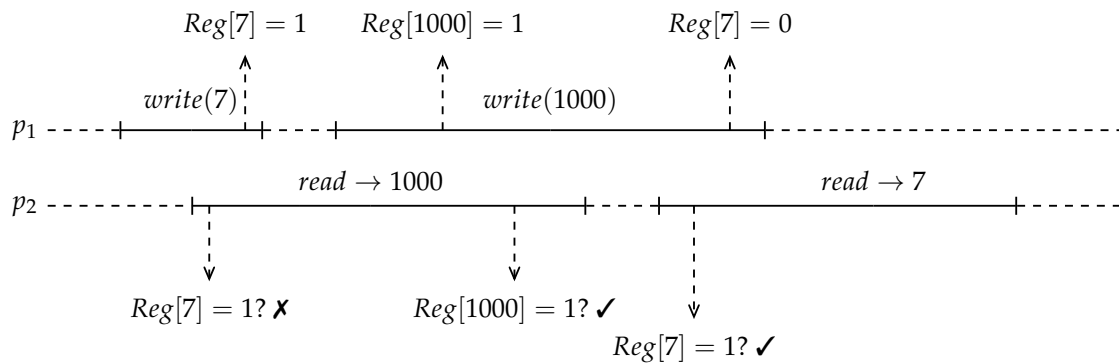 Reg[7] = 1 Reg[1000] = 1 Reg[7] = 0
write(7) write(1000)
p₁
read → 1000 read → 7
p₂
Reg[7] = 1? ✗ Reg[1000] = 1? ✓
Reg[7] = 1? ✓